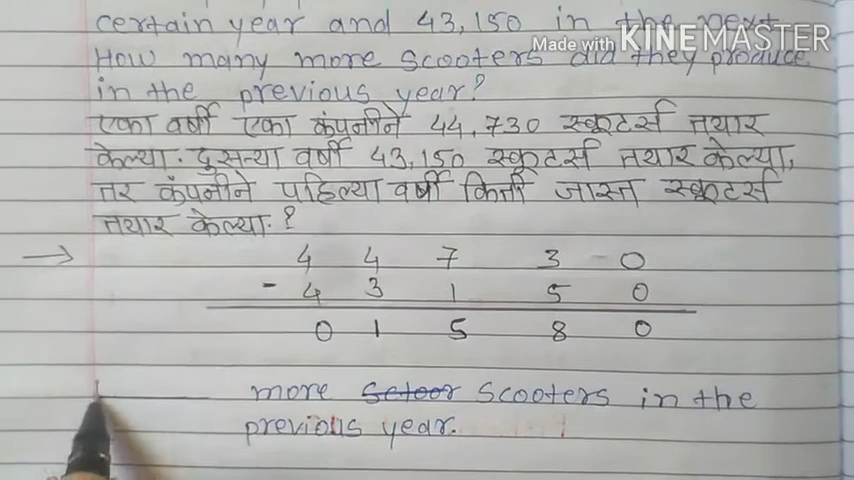 certain year and 43,150 in the next.
Made with KINEMASTER
How many more scooters did they produce
in the previous year?
एका वर्षी एका कंपनीने 44,730 स्कूटर्स तयार
केल्या. दुसऱ्या वर्षी 43,150 स्कूटर्स तयार केल्या,
तर कंपनीने पहिल्या वर्षी किती जास्त स्कूटर्स
तयार केल्या.?
→ 4 4 7 3 0
- 4 3 1 5 0
0 1 5 8 0
more Setoor scooters in the
previous year.